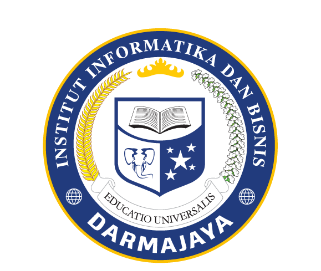 INSTITUT INFORMATIKA DAN BISNIS
EDUCATIO UNIVERSALIS
DARMAJAYA